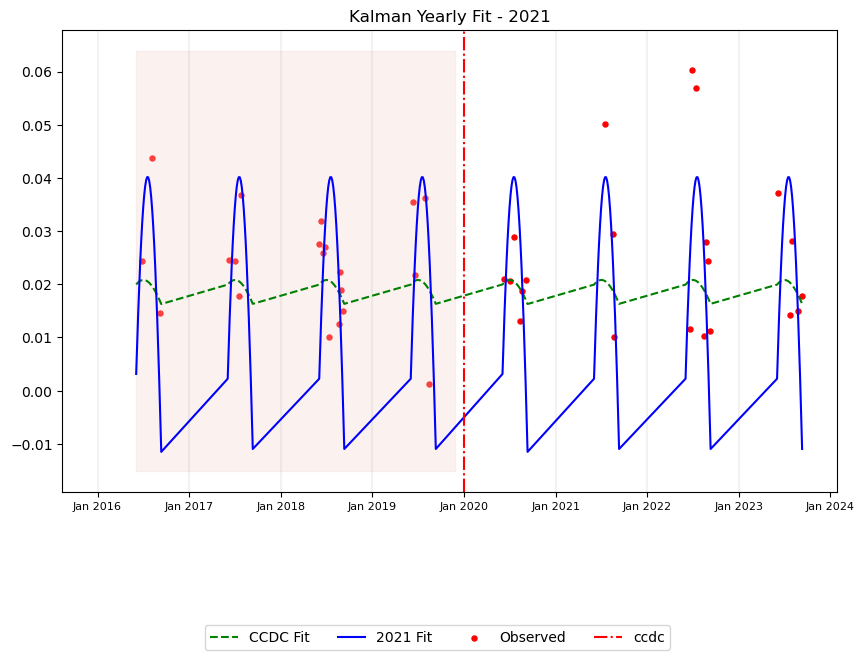 Kalman Yearly Fit - 2021
0.06
0.05
0.04
0.03
0.02
0.01
0.00
−0.01
Jan 2016 Jan 2017 Jan 2018 Jan 2019 Jan 2020 Jan 2021 Jan 2022 Jan 2023 Jan 2024
CCDC Fit 2021 Fit Observed ccdc